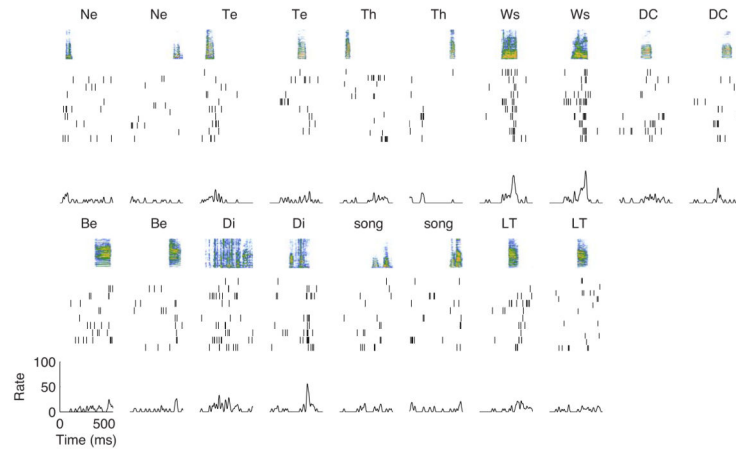 Ne Ne Te Te Th Th Ws Ws DC DC
Be Be Di Di song song LT LT
100
50
0
Rate
0 500
Time (ms)